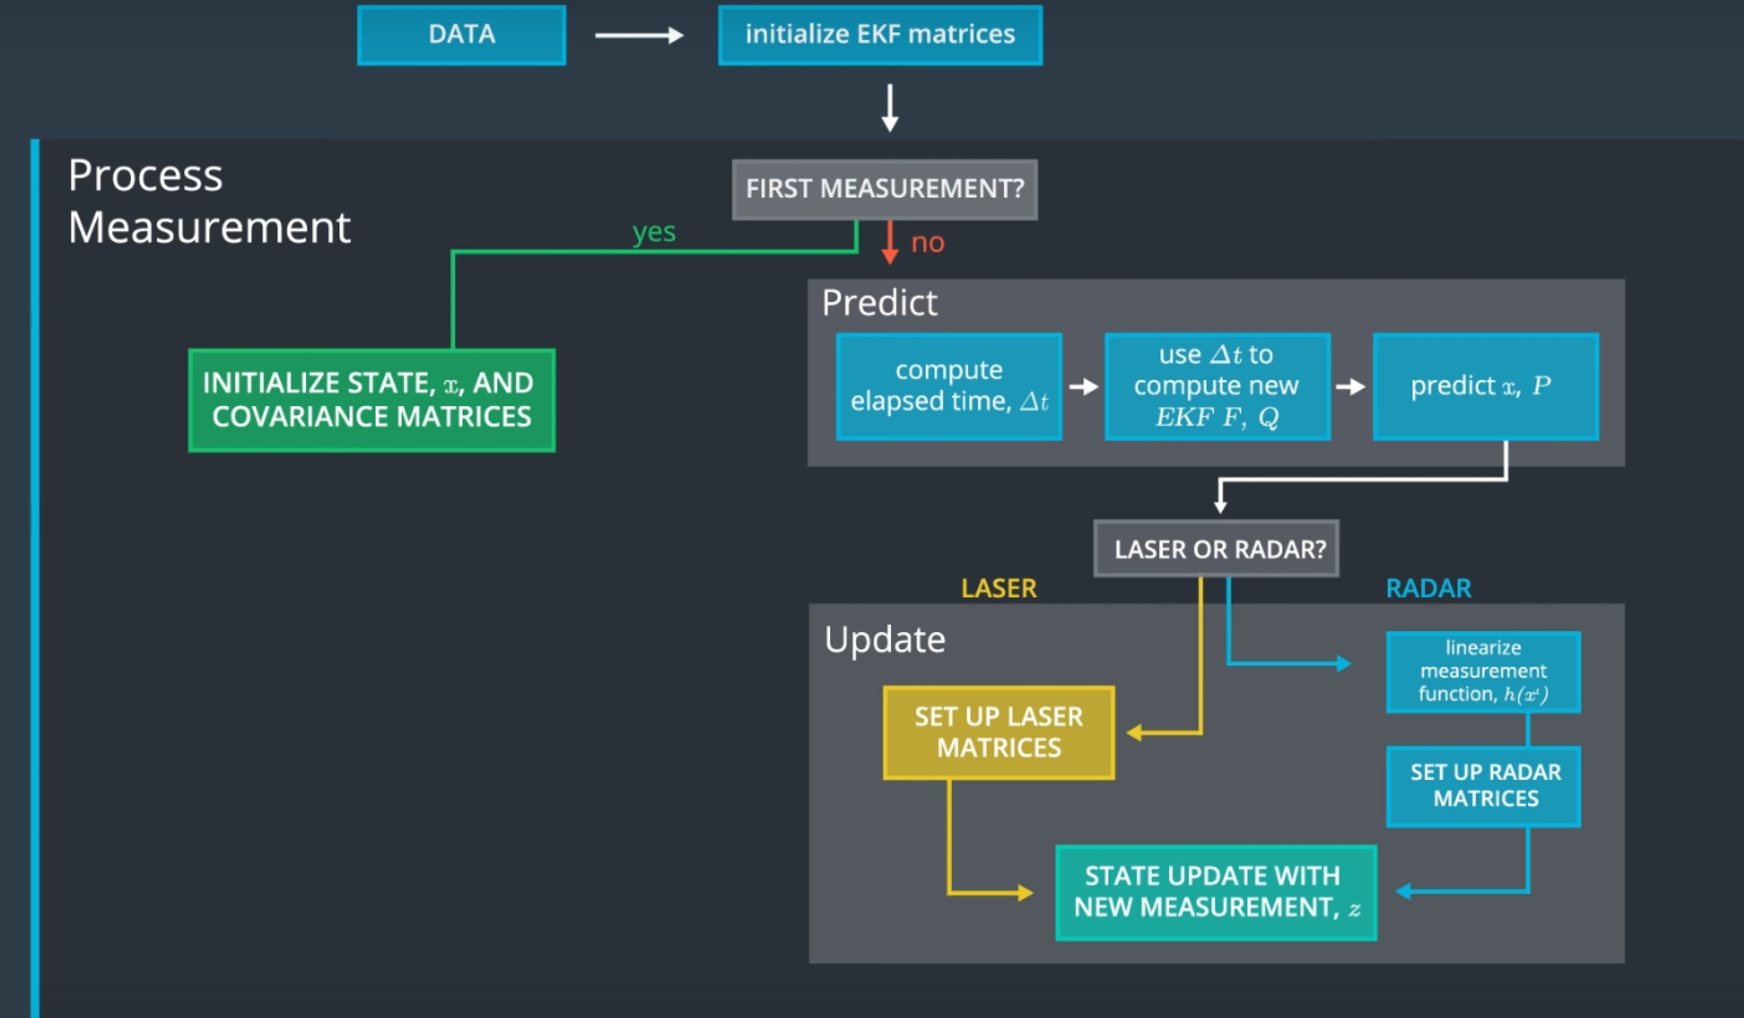 DATA
initialize EKF matrices
Process
Measurement
FIRST MEASUREMENT?
yes
no
INITIALIZE STATE, x, AND
COVARIANCE MATRICES
Predict
compute
elapsed time, Δt
use Δt to
compute new
EKF F, Q
predict x, P
LASER OR RADAR?
LASER
RADAR
Update
SET UP LASER
MATRICES
linearize
measurement
function, h(x')
SET UP RADAR
MATRICES
STATE UPDATE WITH
NEW MEASUREMENT, z